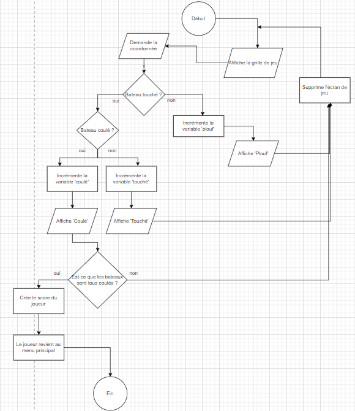 Début
Demande la
coordonnée
Affiche la grille de jeu
Supprime l'écran de
jeu
Bateau touché ?
oui
non
Incrémente la
variable 'plouf'
Bateau coulé ?
Affiche 'Plouf'
oui
non
Incrémente la
variable 'coulé'
Incrémente la
variable 'touché'
Affiche 'Coulé'
Affiche 'Touché'
Est-ce que les bateaux
sont tous coulés ?
oui
non
Crée le score du
joueur
Le joueur revient au
menu principal
Fin